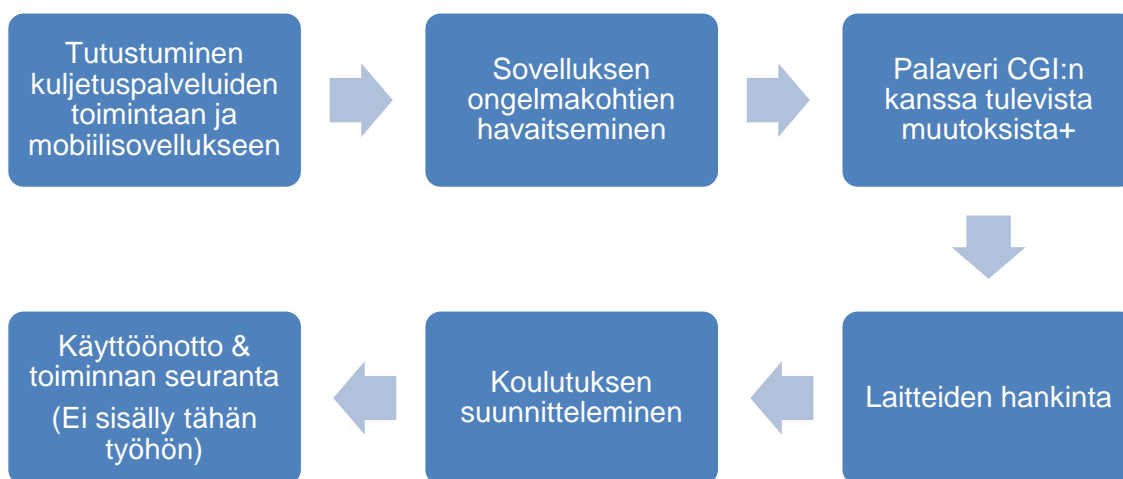 Tutustuminen
kuljetuspalveluiden
toimintaan ja
mobiilisovellukseen
Sovelluksen
ongelmakohtien
havaitseminen
Palaveri CGI:n
kanssa tulevista
muutoksista+
Laitteiden hankinta
Koulutuksen
suunnitteleminen
Käyttöönotto &
toiminnan seuranta
(Ei sisälly tähän
työhön)